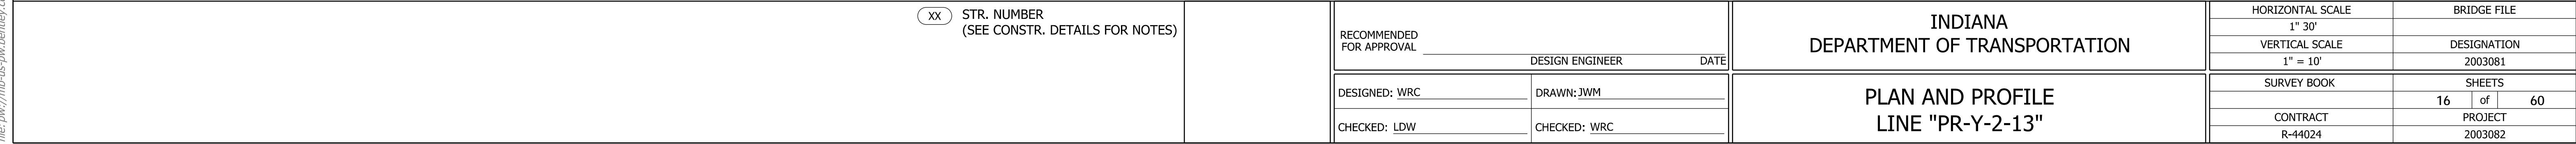 XX STR. NUMBER
(SEE CONSTR. DETAILS FOR NOTES)
RECOMMENDED
FOR APPROVAL
DESIGN ENGINEER DATE
DESIGNED: WRC DRAWN: JWM
CHECKED: LDW CHECKED: WRC
INDIANA
DEPARTMENT OF TRANSPORTATION
PLAN AND PROFILE
LINE "PR-Y-2-13"
HORIZONTAL SCALE BRIDGE FILE
1" 30'
VERTICAL SCALE DESIGNATION
1" = 10' 2003081
SURVEY BOOK SHEETS
16 of 60
CONTRACT PROJECT
R-44024 2003082